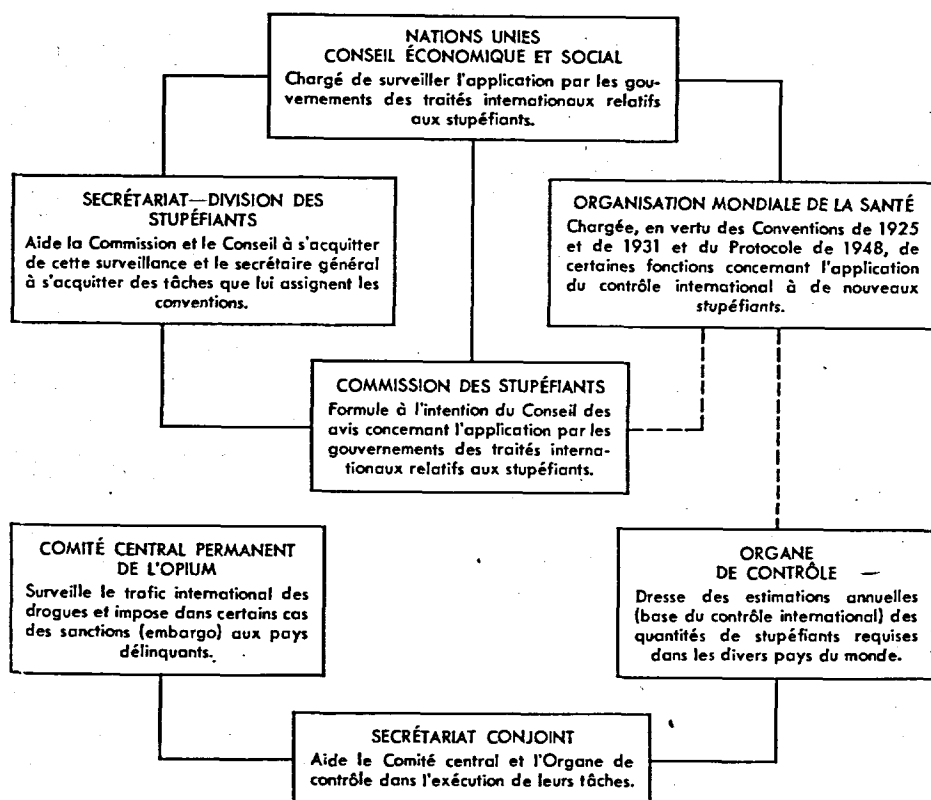 NATIONS UNIES
CONSEIL ÉCONOMIQUE ET SOCIAL
Chargé de surveiller l'application par les gou-
vernements des traités internationaux relatifs
aux stupéfiants.
SECRÉTARIAT—DIVISION DES
STUPÉFIANTS
Aide la Commission et le Conseil à s'acquitter
de cette surveillance et le secrétaire général
à s'acquitter des tâches que lui assignent les
conventions.
ORGANISATION MONDIALE DE LA SANTÉ
Chargée, en vertu des Conventions de 1925
et de 1931 et du Protocole de 1948, de
certaines fonctions concernant l'application
du contrôle international à de nouveaux
stupéfiants.
COMMISSION DES STUPÉFIANTS
Formule à l'intention du Conseil des
avis concernant l'application par les
gouvernements des traités interna-
tionaux relatifs aux stupéfiants.
COMITÉ CENTRAL PERMANENT
DE L'OPIUM
Surveille le trafic international des
drogues et impose dans certains cas
des sanctions (embargo) aux pays
délinquants.
ORGANE
DE CONTRÔLE —
Dresse des estimations annuelles
(base du contrôle international) des
quantités de stupéfiants requises
dans les divers pays du monde.
SECRÉTARIAT CONJOINT
Aide le Comité central et l'Organe de
contrôle dans l'exécution de leurs tâches.